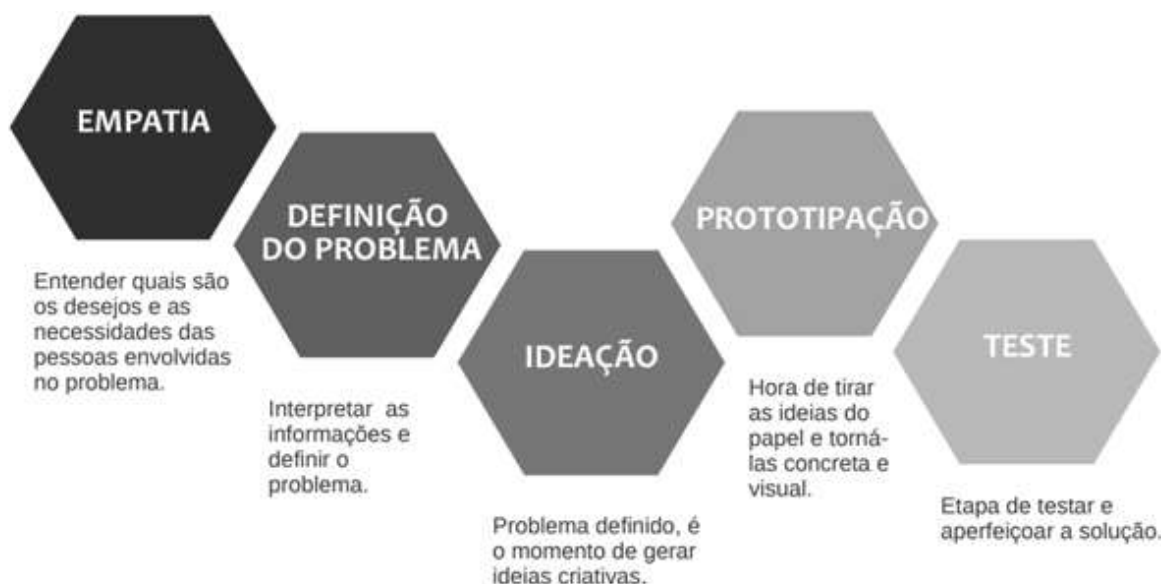 EMPATIA
Entender quais são
os desejos e as
necessidades das
pessoas envolvidas
no problema.
DEFINIÇÃO
DO PROBLEMA
Interpretar as
informações e
definir o
problema.
IDEAÇÃO
Problema definido, é
o momento de gerar
ideias criativas.
PROTOTIPAÇÃO
Hora de tirar
as ideias do
papel e torná-
las concreta e
visual.
TESTE
Etapa de testar e
aperfeiçoar a solução.